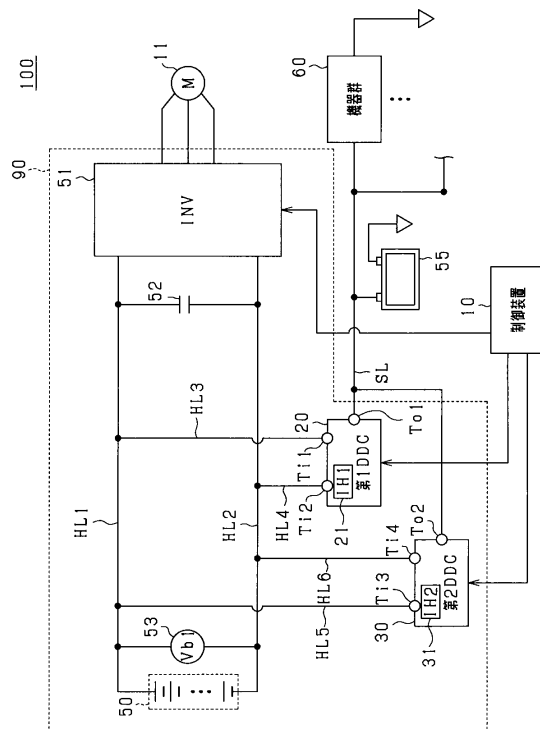 100
90
11
M
51
INV
52
60
機器群
55
10
制御装置
SL
HL3
HL1
HL2
HL4
20
Ti1
Ti2
To1
IH1
第1DDC
21
To2
Ti4
Ti3
HL6
HL5
30
IH2
第2DDC
31
53
Vb1
50